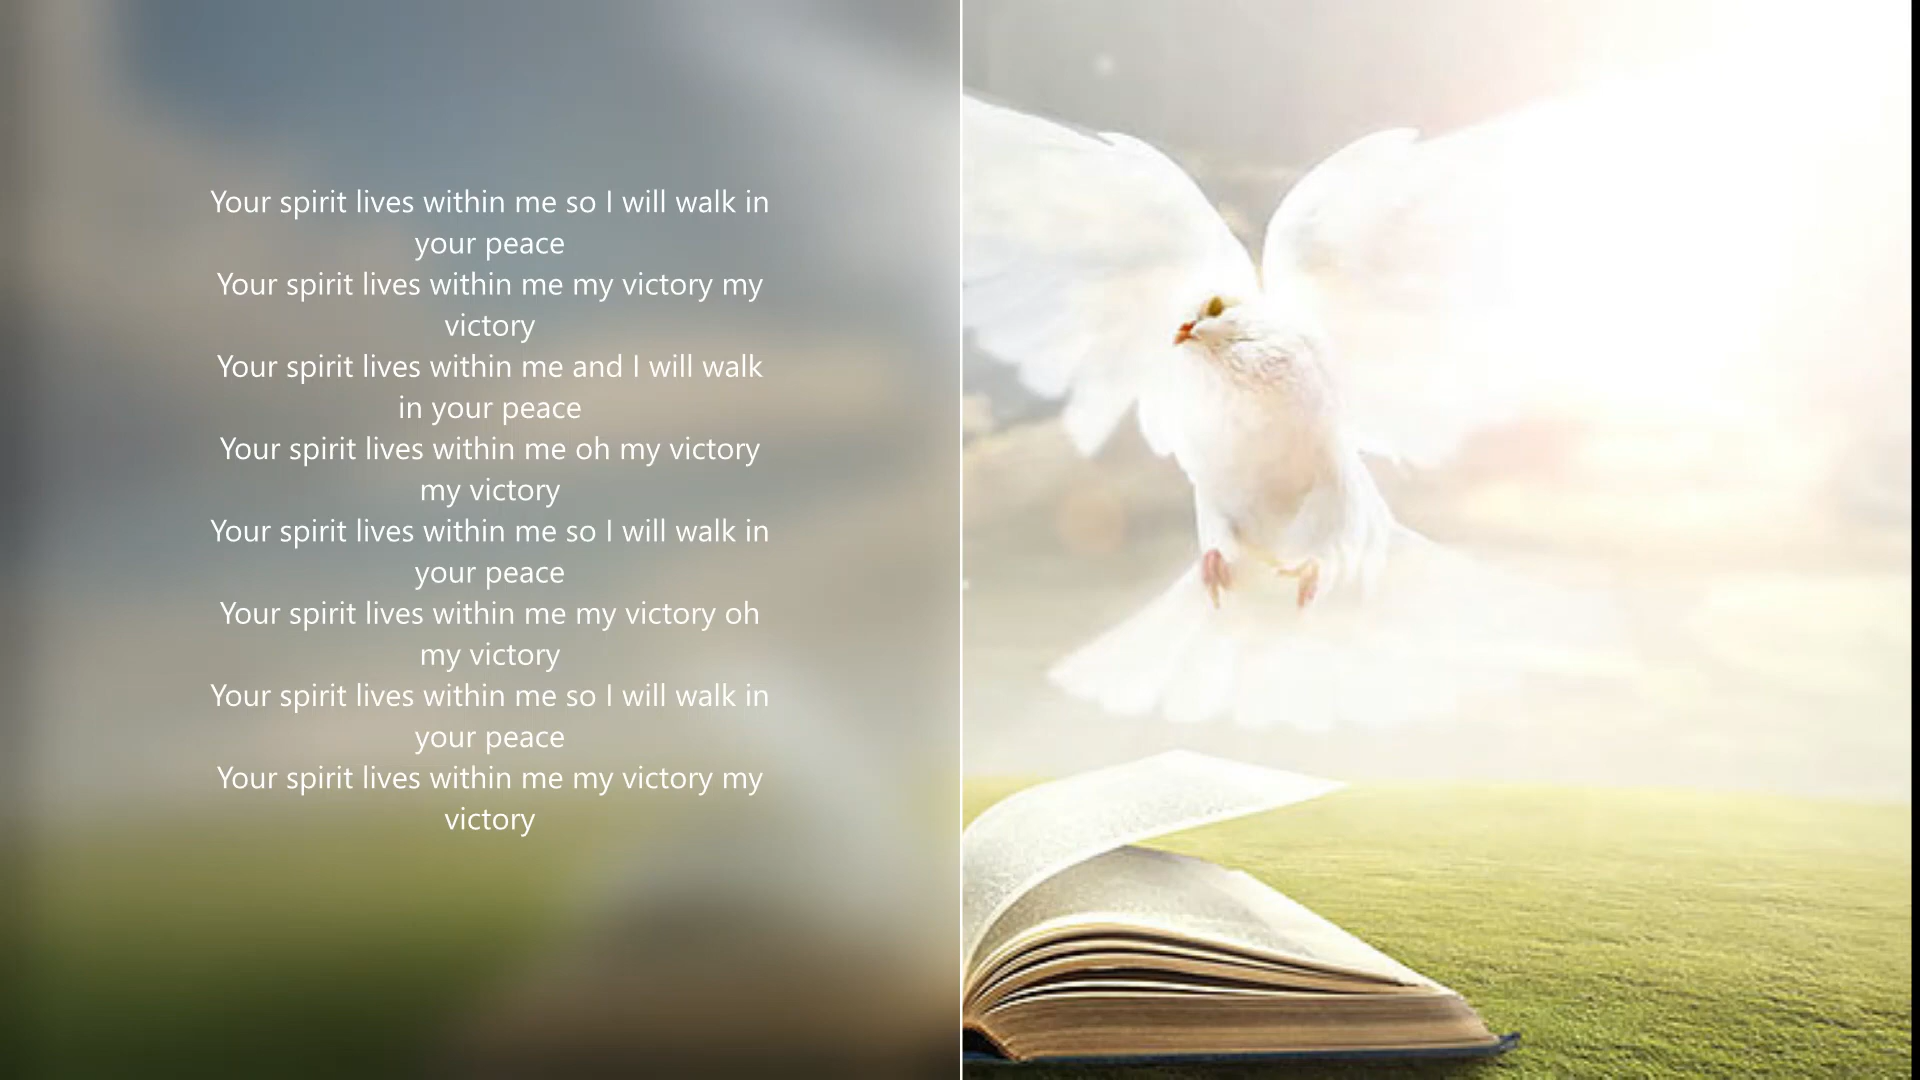 Your spirit lives within me so I will walk in
your peace
Your spirit lives within me my victory my
victory
Your spirit lives within me and I will walk
in your peace
Your spirit lives within me oh my victory
my victory
Your spirit lives within me so I will walk in
your peace
Your spirit lives within me my victory oh
my victory
Your spirit lives within me so I will walk in
your peace
Your spirit lives within me my victory my
victory